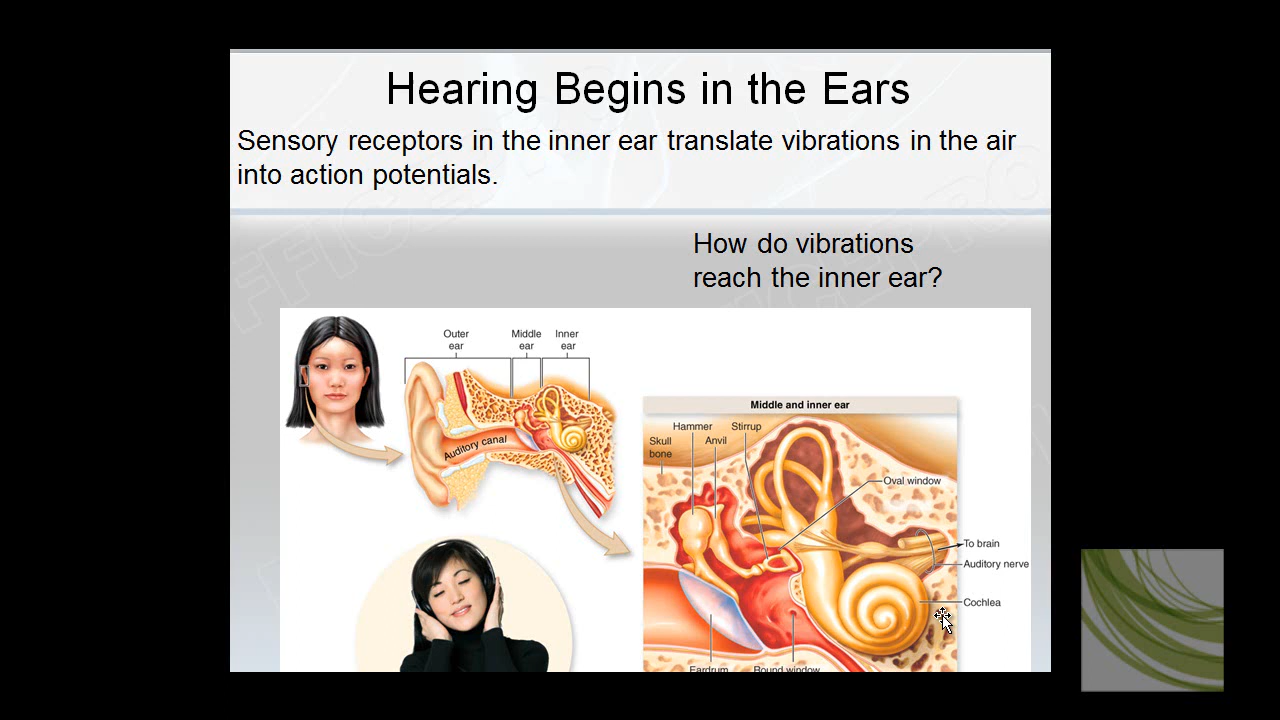 Hearing Begins in the Ears
Sensory receptors in the inner ear translate vibrations in the air
into action potentials.
How do vibrations
reach the inner ear?
Outer
ear
Middle
ear
Inner
ear
Auditory canal
Middle and inner ear
Hammer
Stirrup
Skull
bone
Anvil
Oval window
To brain
Auditory nerve
Cochlea
Eardrum
Round window